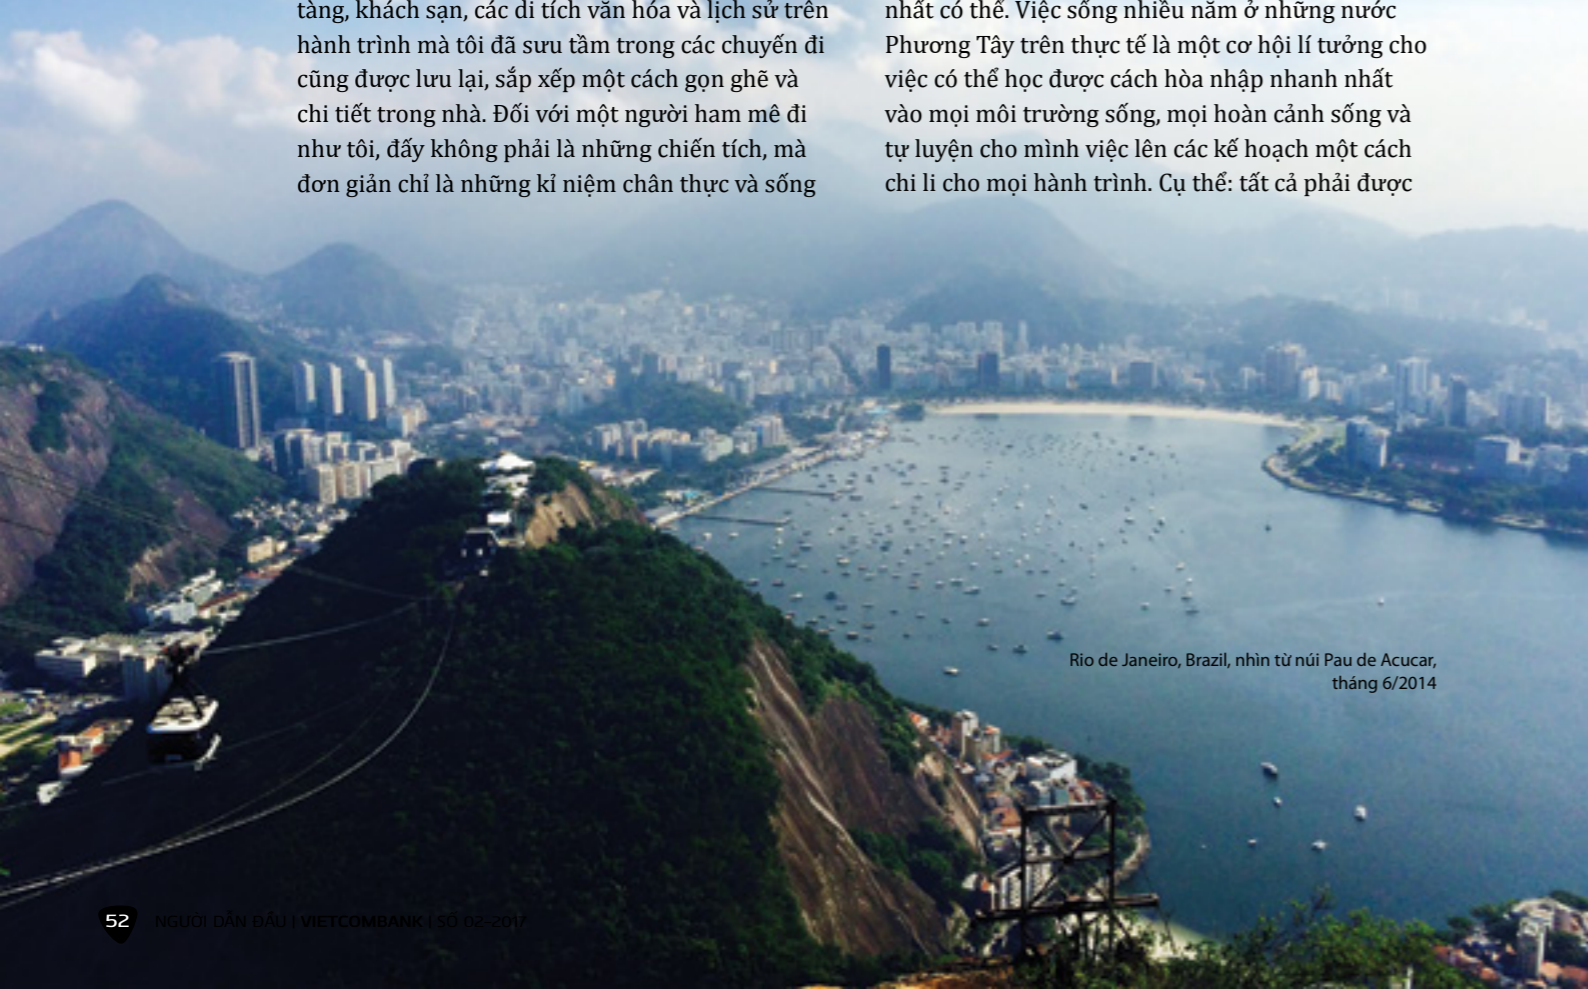 tàng, khách sạn, các di tích văn hóa và lịch sử trên
hành trình mà tôi đã sưu tầm trong các chuyến đi
cũng được lưu lại, sắp xếp một cách gọn ghẽ và
chi tiết trong nhà. Đối với một người ham mê đi
như tôi, đấy không phải là những chiến tích, mà
đơn giản chỉ là những kỉ niệm chân thực và sống
nhất có thể. Việc sống nhiều năm ở những nước
Phương Tây trên thực tế là một cơ hội lí tưởng cho
việc có thể học được cách hòa nhập nhanh nhất
vào mọi môi trường sống, mọi hoàn cảnh sống và
tự luyện cho mình việc lên các kế hoạch một cách
chi li cho mọi hành trình. Cụ thể: tất cả phải được
Rio de Janeiro, Brazil, nhìn từ núi Pau de Acucar,
tháng 6/2014
52 NGƯỜI DẪN ĐẦU | VIETCOMBANK | SỐ 02-2017